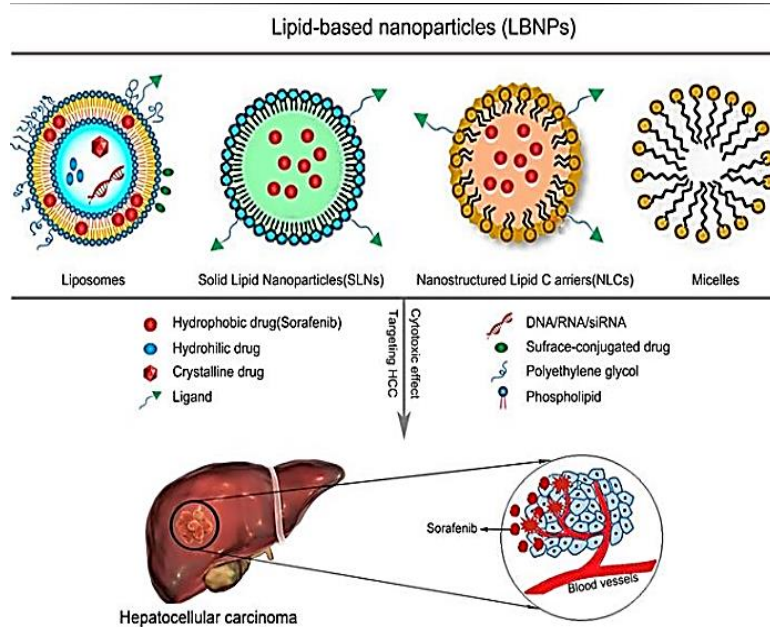 Lipid-based nanoparticles (LBNPs)
Liposomes
Solid Lipid Nanoparticles(SLNs)
Nanostructured Lipid C arriers(NLCs)
Micelles
Hydrophobic drug(Sorafenib)
Hydrohilic drug
Crystalline drug
Ligand
Cytotoxic effect
Targeting HCC
DNA/RNA/siRNA
Sufrace-conjugated drug
Polyethylene glycol
Phospholipid
Sorafenib
Blood vessels
Hepatocellular carcinoma